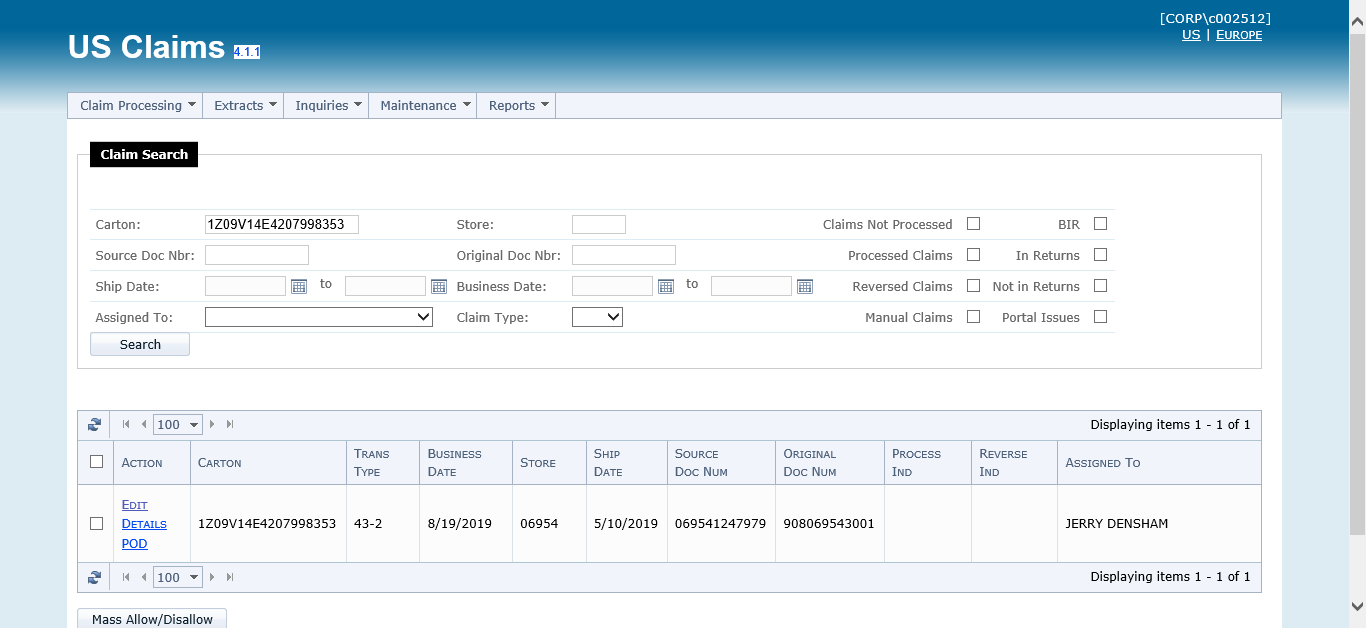 [CORP\c002512]
US | EUROPE
US Claims 4.1.1
Claim Processing Extracts Inquiries Maintenance Reports
Claim Search
Carton: 1Z09V14E4207998353 Store: Claims Not Processed BIR
Source Doc Nbr: Original Doc Nbr: Processed Claims In Returns
Ship Date: to Business Date: to Reversed Claims Not in Returns
Assigned To: Claim Type: Manual Claims Portal Issues
Search
100 Displaying items 1 - 1 of 1
ACTION CARTON TRANS TYPE BUSINESS DATE STORE SHIP DATE SOURCE DOC NUM ORIGINAL DOC NUM PROCESS IND REVERSE IND ASSIGNED TO
EDIT
DETAILS 1Z09V14E4207998353 43-2 8/19/2019 06954 5/10/2019 069541247979 908069543001 JERRY DENSHAM
POD
100 Displaying items 1 - 1 of 1
Mass Allow/Disallow